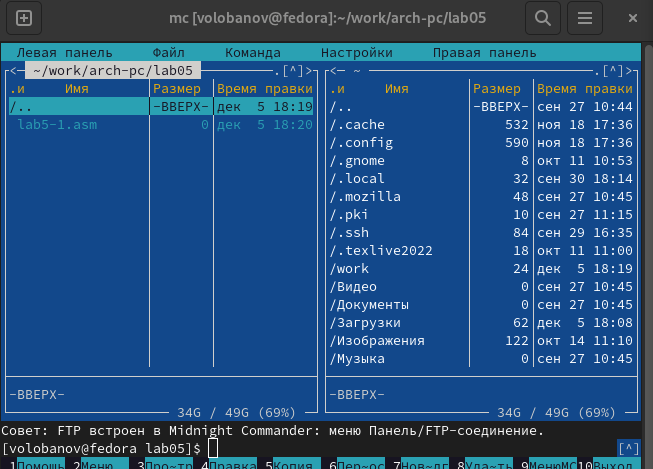 mc [volobanov@fedora]:~/work/arch-pc/lab05
Левая панель Файл Команда Настройки Правая панель
<— ~/work/arch-pc/lab05 .[^]>
.и Имя Размер Время правки
/.. -ВВЕРХ- дек 5 18:19
lab5-1.asm 0 дек 5 18:20
-ВВЕРХ-
34G / 49G (69%)
<— ~ .[^]>
.и Имя Размер Время правки
/.. -ВВЕРХ- сен 27 10:44
/.cache 532 ноя 18 17:36
/.config 590 ноя 18 17:36
/.gnome 8 окт 11 10:53
/.local 32 сен 30 18:14
/.mozilla 48 сен 27 10:45
/.pki 10 сен 27 11:15
/.ssh 84 сен 29 16:35
/.texlive2022 18 окт 11 11:00
/work 24 дек 5 18:19
/Видео 0 сен 27 10:45
/Документы 0 сен 27 10:45
/Загрузки 62 дек 5 18:08
/Изображения 122 окт 14 11:10
/Музыка 0 сен 27 10:45
-ВВЕРХ-
34G / 49G (69%)
Совет: FTP встроен в Midnight Commander: меню Панель/FTP-соединение.
[volobanov@fedora lab05]$ [^]
1Помощь 2Меню 3Про~тр 4Правка 5Копия 6Пер~ос 7Нов~лг 8Уда~ть 9МенюМС 10Выход